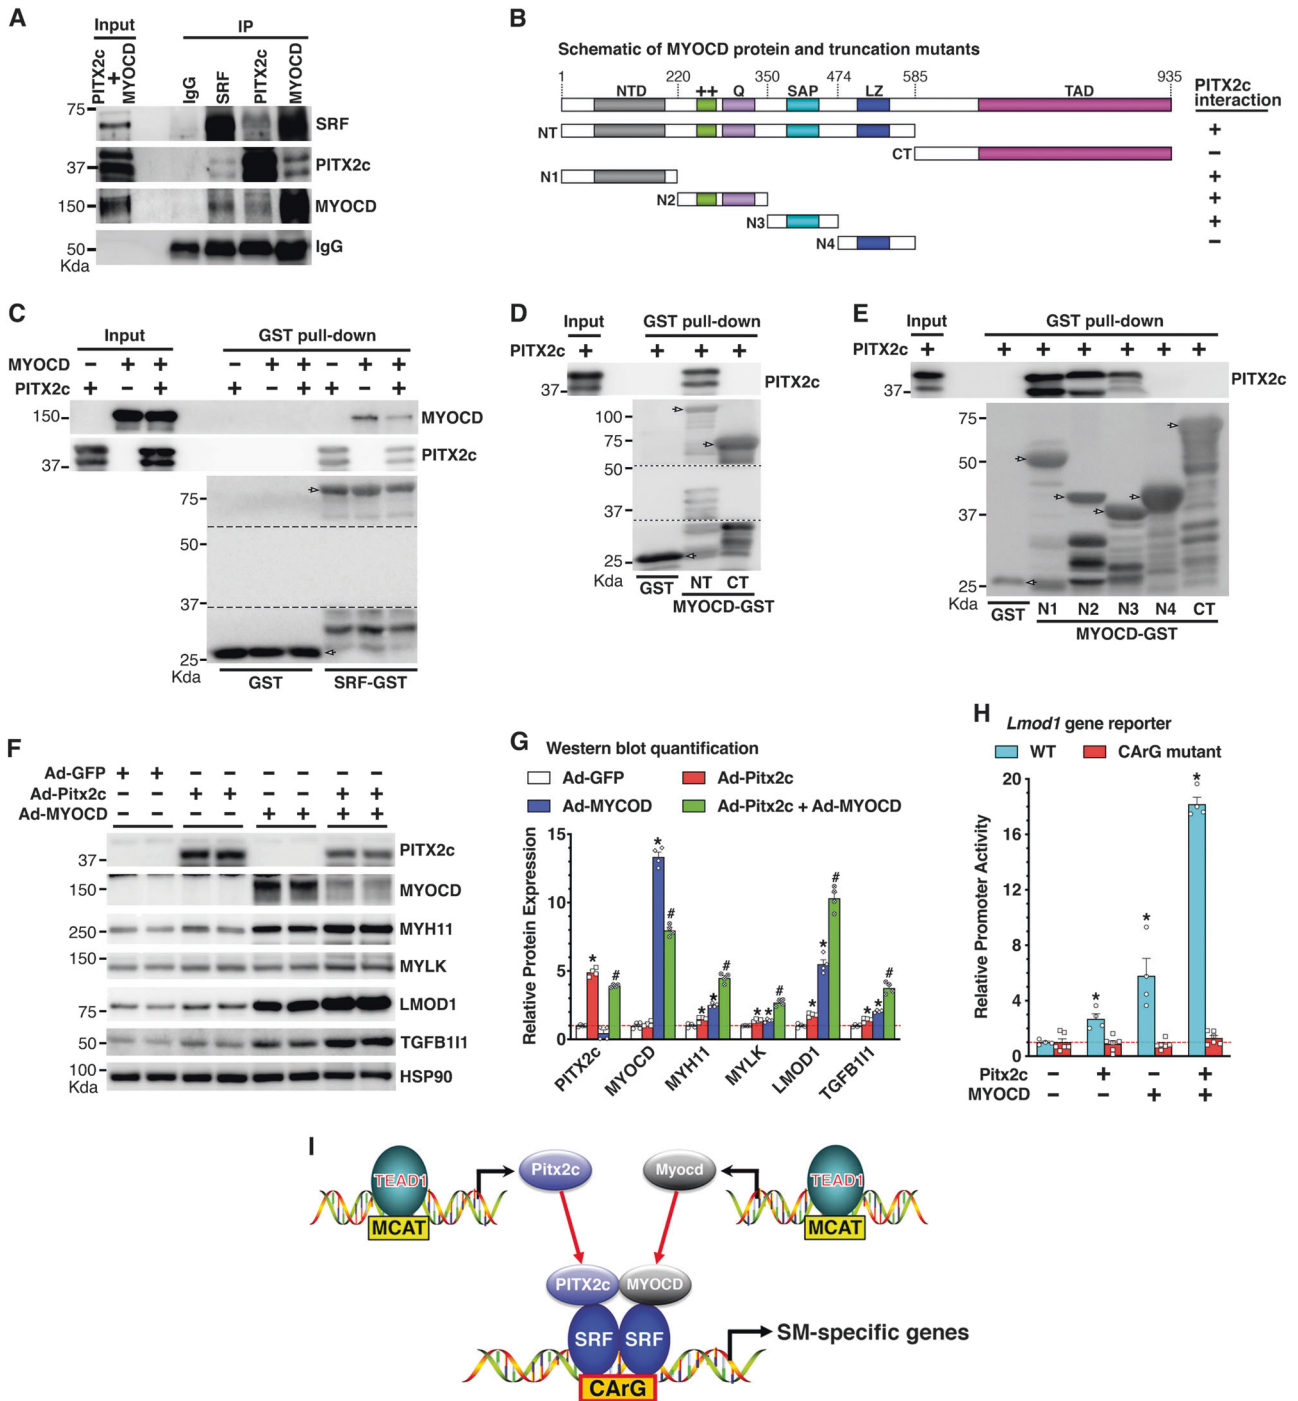 A
Input
IP
PITX2c
+
MYOCD
IgG
SRF
PITX2c
MYOCD
75
SRF
37
PITX2c
150
MYOCD
50
IgG
Kda
B
Schematic of MYOCD protein and truncation mutants
1 220 350 474 585 935
PITX2c
interaction
NTD ++ Q SAP LZ TAD
NT +
CT −
N1 +
N2 +
N3 +
N4 −
C
Input GST pull-down
MYOCD − + + − + + − + +
PITX2c + − + + − + + − +
150 MYOCD
37 PITX2c
75
50
37
25
Kda
GST SRF-GST
D
Input GST pull-down
PITX2c + + + +
37 PITX2c
100
75
50
37
25
Kda
GST NT CT
MYOCD-GST
E
Input GST pull-down
PITX2c + + + + + + +
37 PITX2c
75
50
37
25
Kda
GST N1 N2 N3 N4 CT
MYOCD-GST
F
Ad-GFP + + − − − − − −
Ad-Pitx2c − − + + − − + +
Ad-MYOCD − − − − + + + +
37 PITX2c
150 MYOCD
250 MYH11
150 MYLK
75 LMOD1
50 TGFB1I1
100 HSP90
Kda
G
Western blot quantification
Ad-GFP Ad-Pitx2c
Ad-MYCOD Ad-Pitx2c + Ad-MYOCD
Relative Protein Expression
15
10
5
0
* # * # * * # * * # * * # * * #
PITX2c MYOCD MYH11 MYLK LMOD1 TGFB1I1
H
Lmod1 gene reporter
WT CArG mutant
Relative Promoter Activity
20
16
12
8
4
0
* * *
Pitx2c − + − +
MYOCD − − + +
I
TEAD1 Pitx2c Myocd TEAD1
MCAT MCAT
PITX2c MYOCD
SRF SRF SM-specific genes
CArG